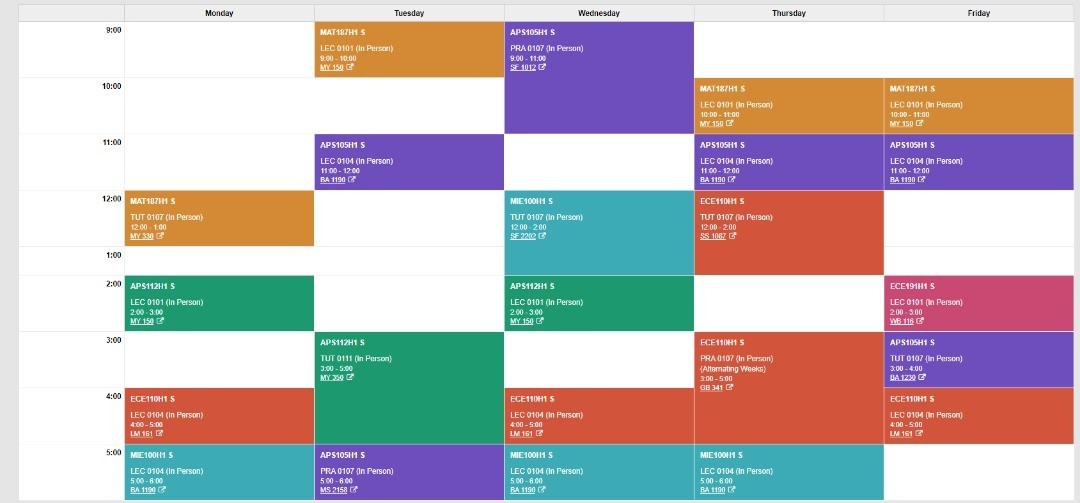 Monday Tuesday Wednesday Thursday Friday
9:00
MAT187H1 S
LEC 0101 (In Person)
9:00 - 10:00
MY 150
APS105H1 S
PRA 0107 (In Person)
9:00 - 11:00
SF 1012
10:00
MAT187H1 S
LEC 0101 (In Person)
10:00 - 11:00
MY 150
MAT187H1 S
LEC 0101 (In Person)
10:00 - 11:00
MY 150
11:00
APS105H1 S
LEC 0104 (In Person)
11:00 - 12:00
BA 1190
APS105H1 S
LEC 0104 (In Person)
11:00 - 12:00
BA 1190
APS105H1 S
LEC 0104 (In Person)
11:00 - 12:00
BA 1190
12:00
MAT187H1 S
TUT 0107 (In Person)
12:00 - 1:00
MY 330
MIE100H1 S
TUT 0107 (In Person)
12:00 - 2:00
SF 2202
ECE110H1 S
TUT 0107 (In Person)
12:00 - 2:00
SS 1087
1:00
2:00
APS112H1 S
LEC 0101 (In Person)
2:00 - 3:00
MY 150
APS112H1 S
LEC 0101 (In Person)
2:00 - 3:00
MY 150
ECE191H1 S
LEC 0101 (In Person)
2:00 - 3:00
WB 116
3:00
APS112H1 S
TUT 0111 (In Person)
3:00 - 5:00
MY 350
ECE110H1 S
PRA 0107 (In Person)
(Alternating Weeks)
3:00 - 5:00
GB 341
APS105H1 S
TUT 0107 (In Person)
3:00 - 4:00
BA 1230
4:00
ECE110H1 S
LEC 0104 (In Person)
4:00 - 5:00
LM 161
ECE110H1 S
LEC 0104 (In Person)
4:00 - 5:00
LM 161
ECE110H1 S
LEC 0104 (In Person)
4:00 - 5:00
LM 161
5:00
MIE100H1 S
LEC 0104 (In Person)
5:00 - 6:00
BA 1190
APS105H1 S
PRA 0107 (In Person)
5:00 - 6:00
MS 2158
MIE100H1 S
LEC 0104 (In Person)
5:00 - 6:00
BA 1190
MIE100H1 S
LEC 0104 (In Person)
5:00 - 6:00
BA 1190